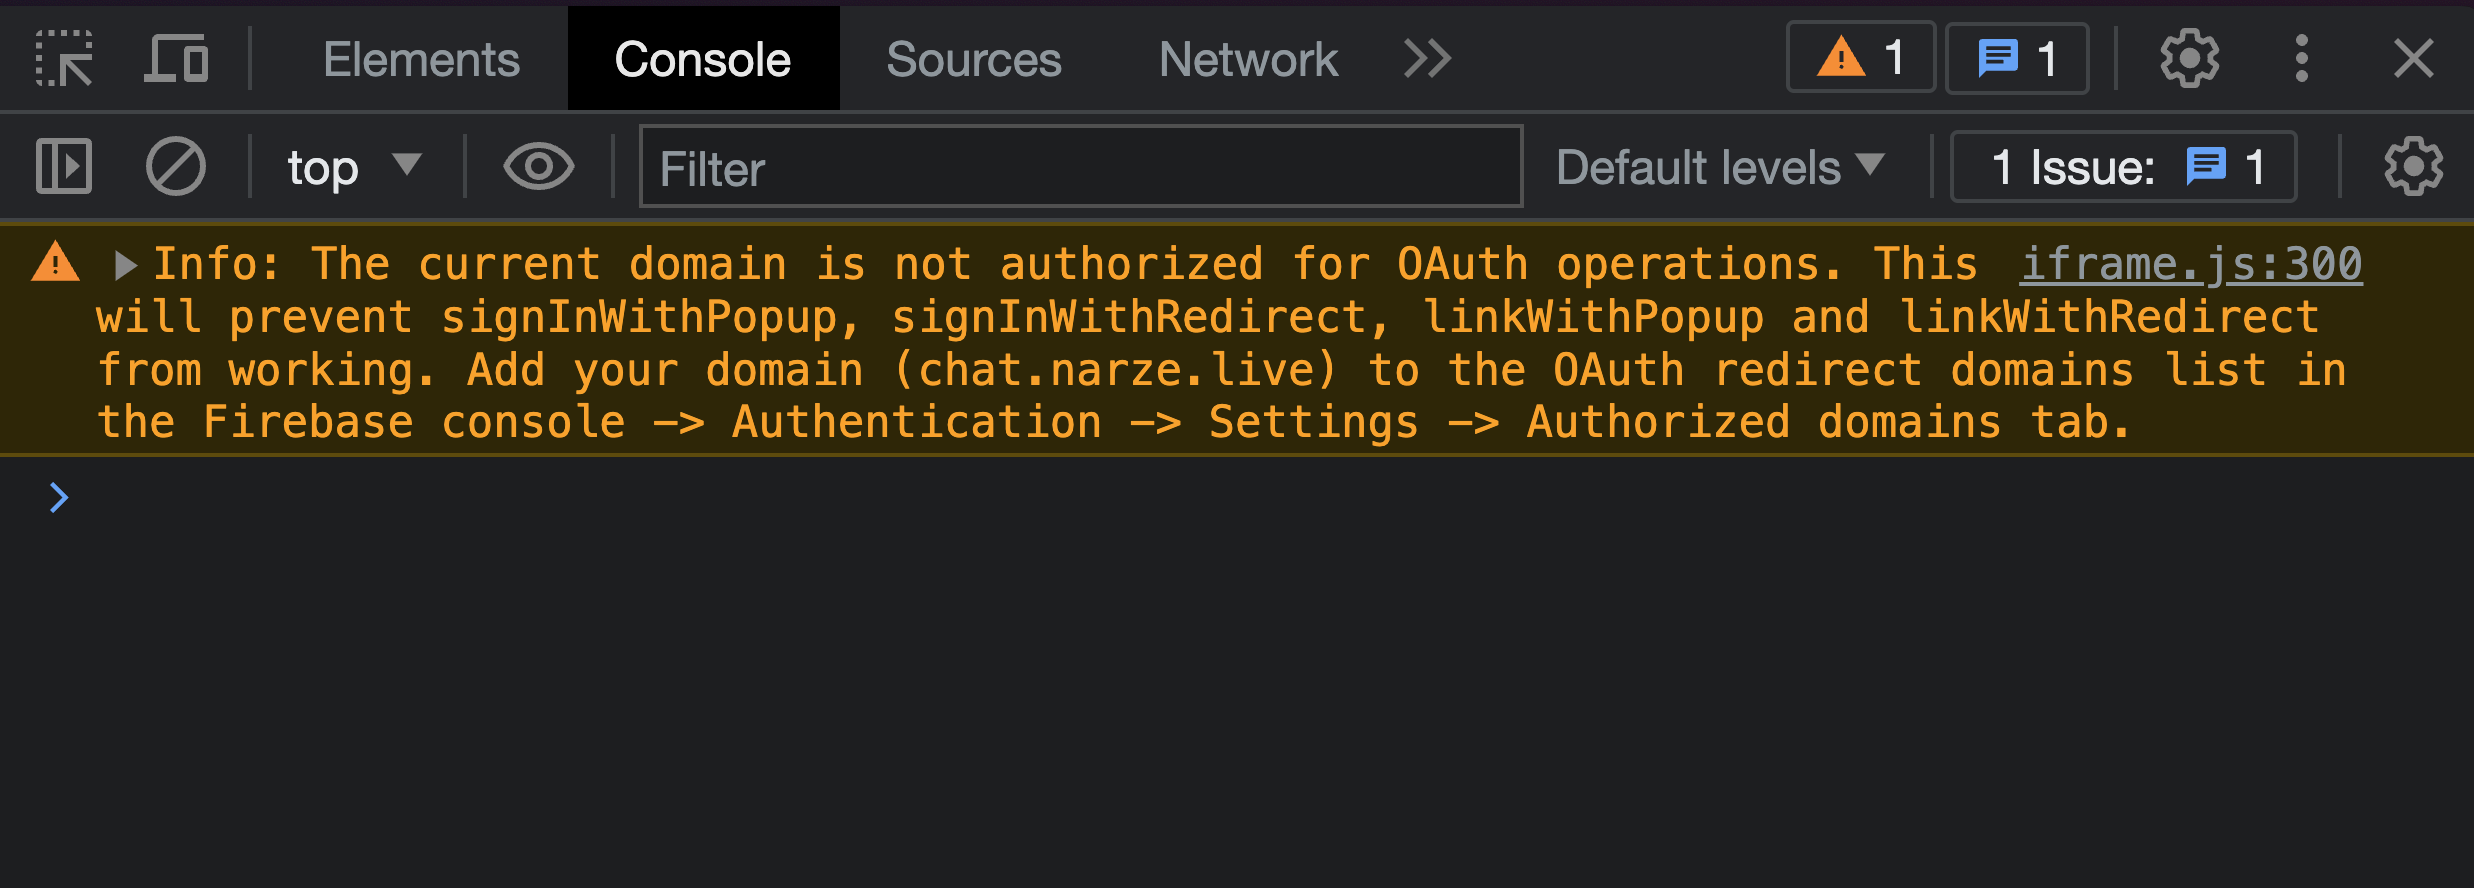 Elements Console Sources Network 1 1
top Filter Default levels 1 Issue: 1
Info: The current domain is not authorized for OAuth operations. This iframe.js:300
will prevent signInWithPopup, signInWithRedirect, linkWithPopup and linkWithRedirect
from working. Add your domain (chat.narze.live) to the OAuth redirect domains list in
the Firebase console -> Authentication -> Settings -> Authorized domains tab.